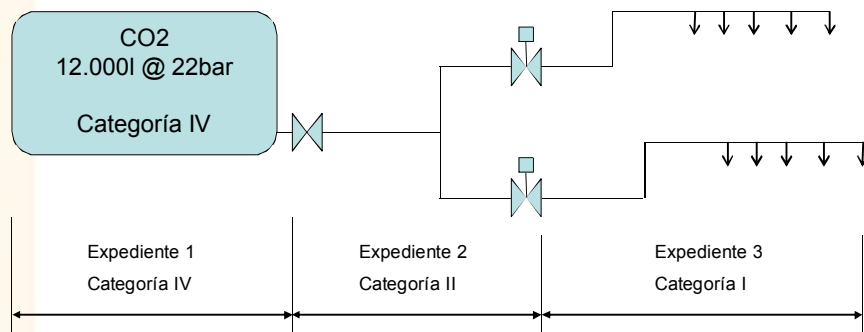 CO2
12.000l @ 22bar
Categoría IV
Expediente 1
Categoría IV
Expediente 2
Categoría II
Expediente 3
Categoría I